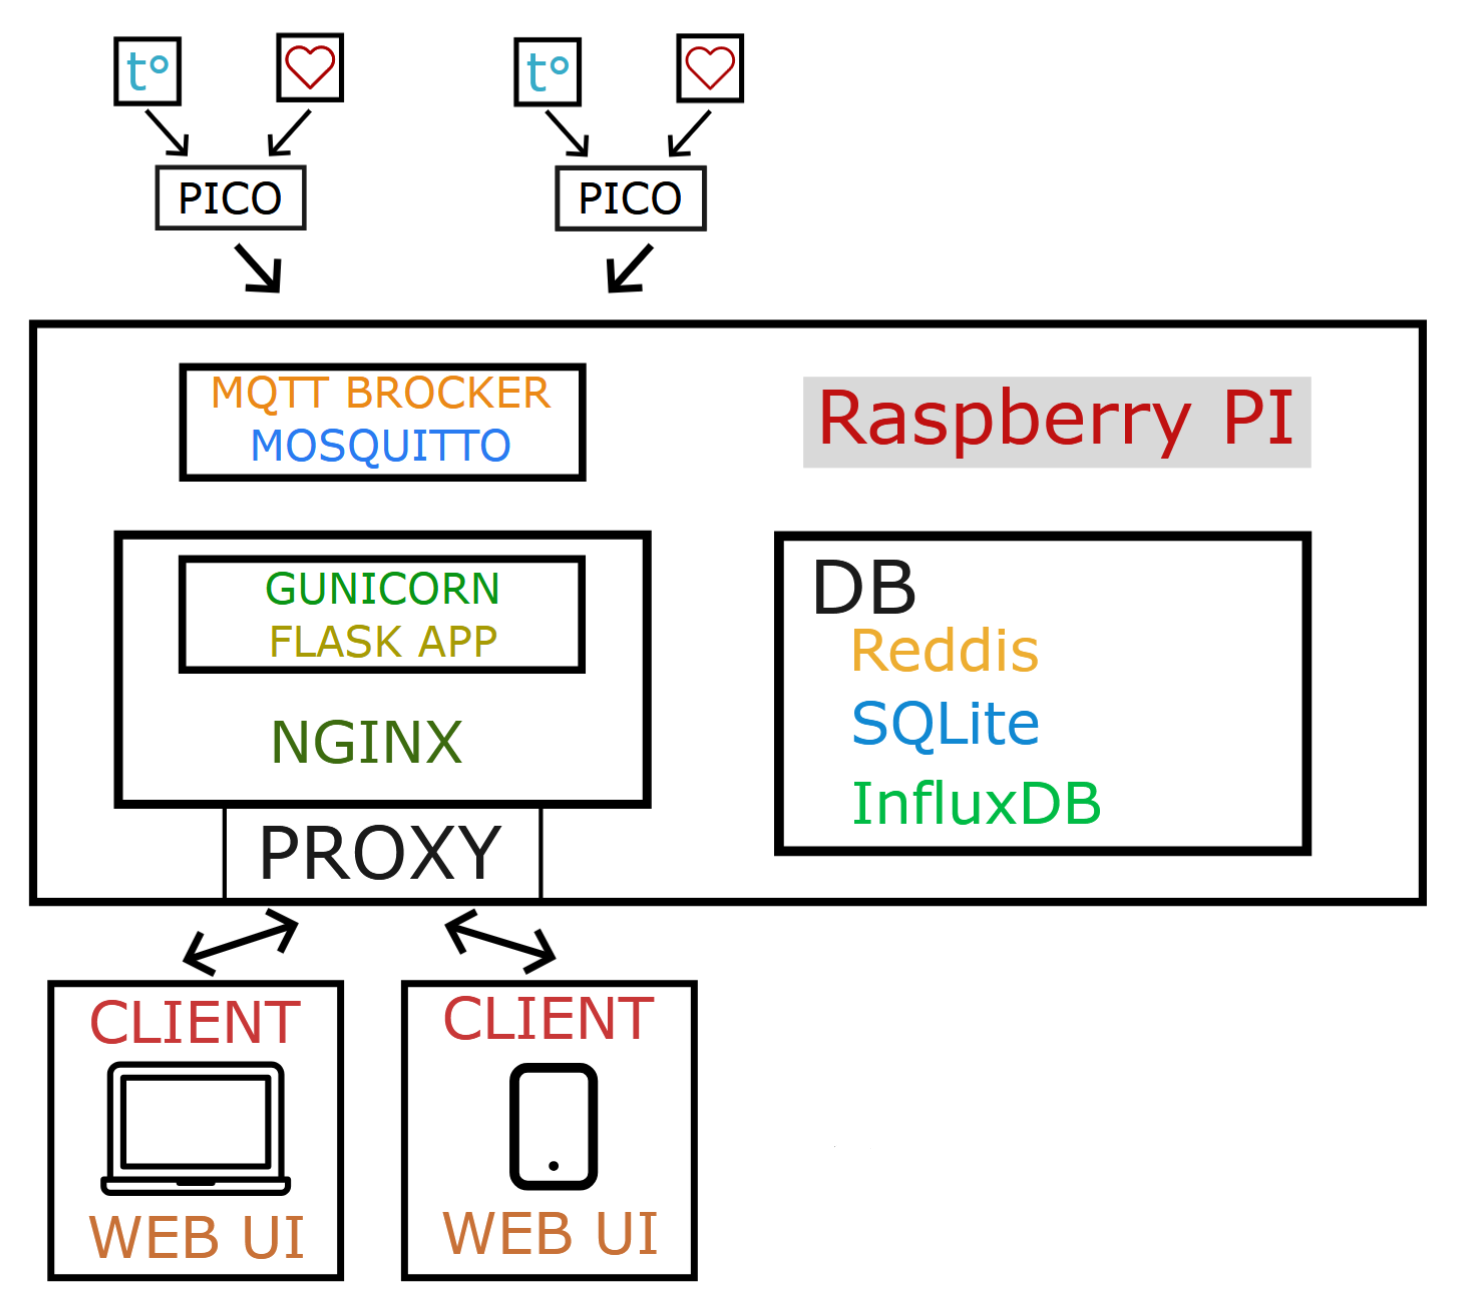 t°
t°
PICO
PICO
MQTT BROCKER
MOSQUITTO
Raspberry PI
GUNICORN
FLASK APP
NGINX
PROXY
DB
Reddis
SQLite
InfluxDB
CLIENT
WEB UI
CLIENT
WEB UI